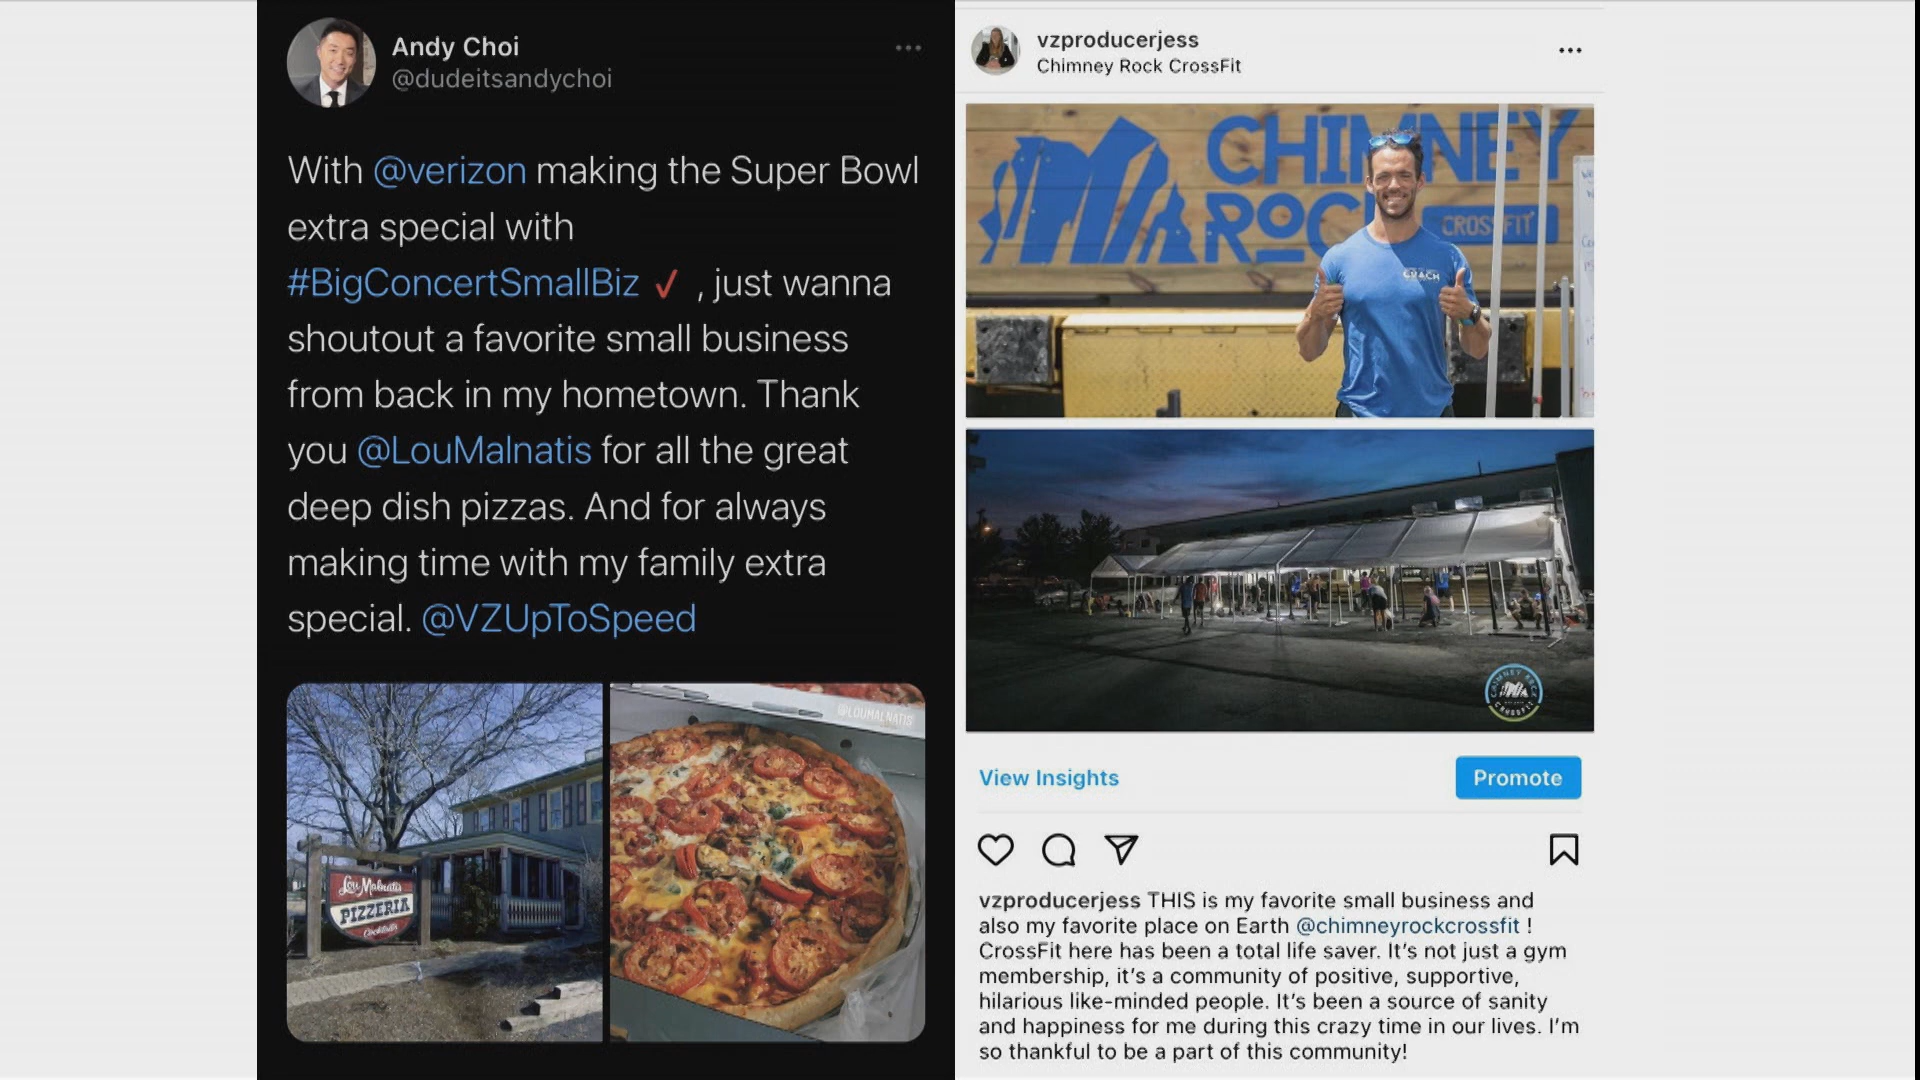 Andy Choi
@dudeitsandychoi
With @verizon making the Super Bowl
extra special with
#BigConcertSmallBiz ✓ , just wanna
shoutout a favorite small business
from back in my hometown. Thank
you @LouMalnatis for all the great
deep dish pizzas. And for always
making time with my family extra
special. @VZUpToSpeed
Lou Malnatis
PIZZERIA
Cocktails
@LOUMALNATIS
vzproducerjess
Chimney Rock CrossFit
CHIMNEY
ROCK
CROSSFIT
COACH
CHIMNEY ROCK
CROSSFIT
View Insights
Promote
vzproducerjess THIS is my favorite small business and
also my favorite place on Earth @chimneyrockcrossfit !
CrossFit here has been a total life saver. It's not just a gym
membership, it's a community of positive, supportive,
hilarious like-minded people. It's been a source of sanity
and happiness for me during this crazy time in our lives. I'm
so thankful to be a part of this community!